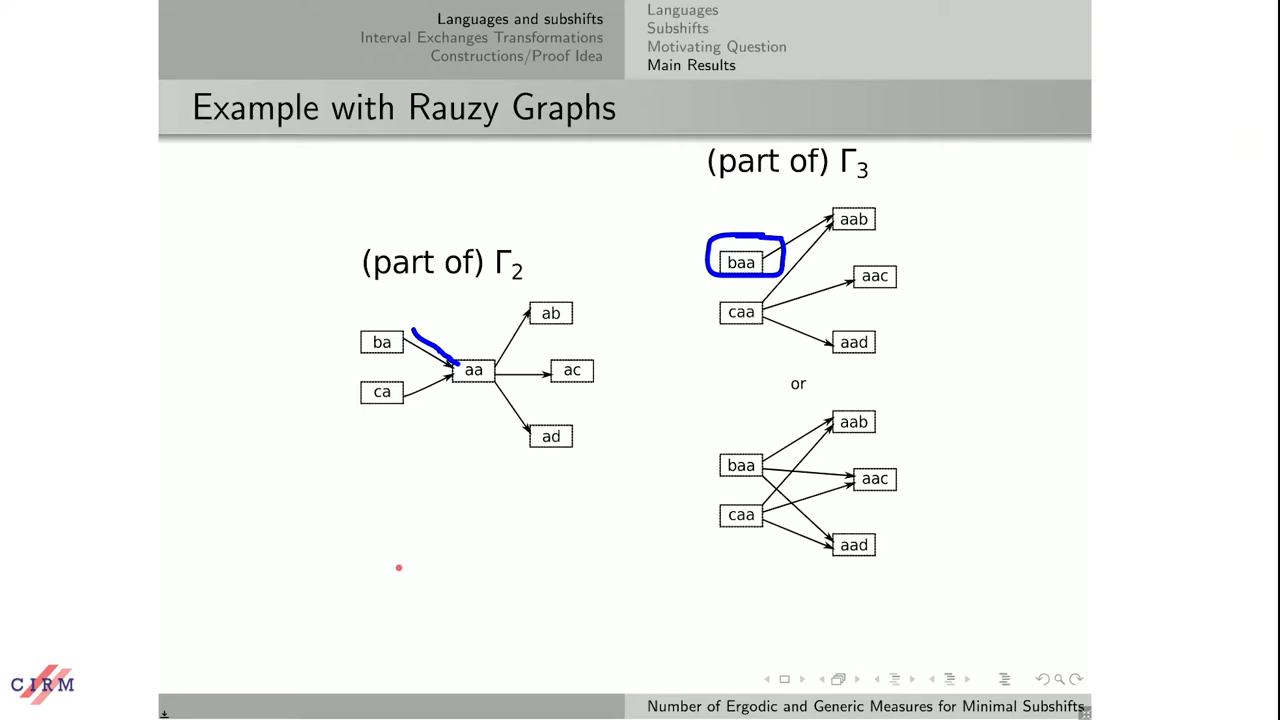 Languages and subshifts
Interval Exchanges Transformations
Constructions/Proof Idea
Languages
Subshifts
Motivating Question
Main Results
Example with Rauzy Graphs
(part of) Γ₂
ba
ca
aa
ab
ac
ad
(part of) Γ₃
baa
caa
aab
aac
aad
or
baa
caa
aab
aac
aad
CIRM
Number of Ergodic and Generic Measures for Minimal Subshifts